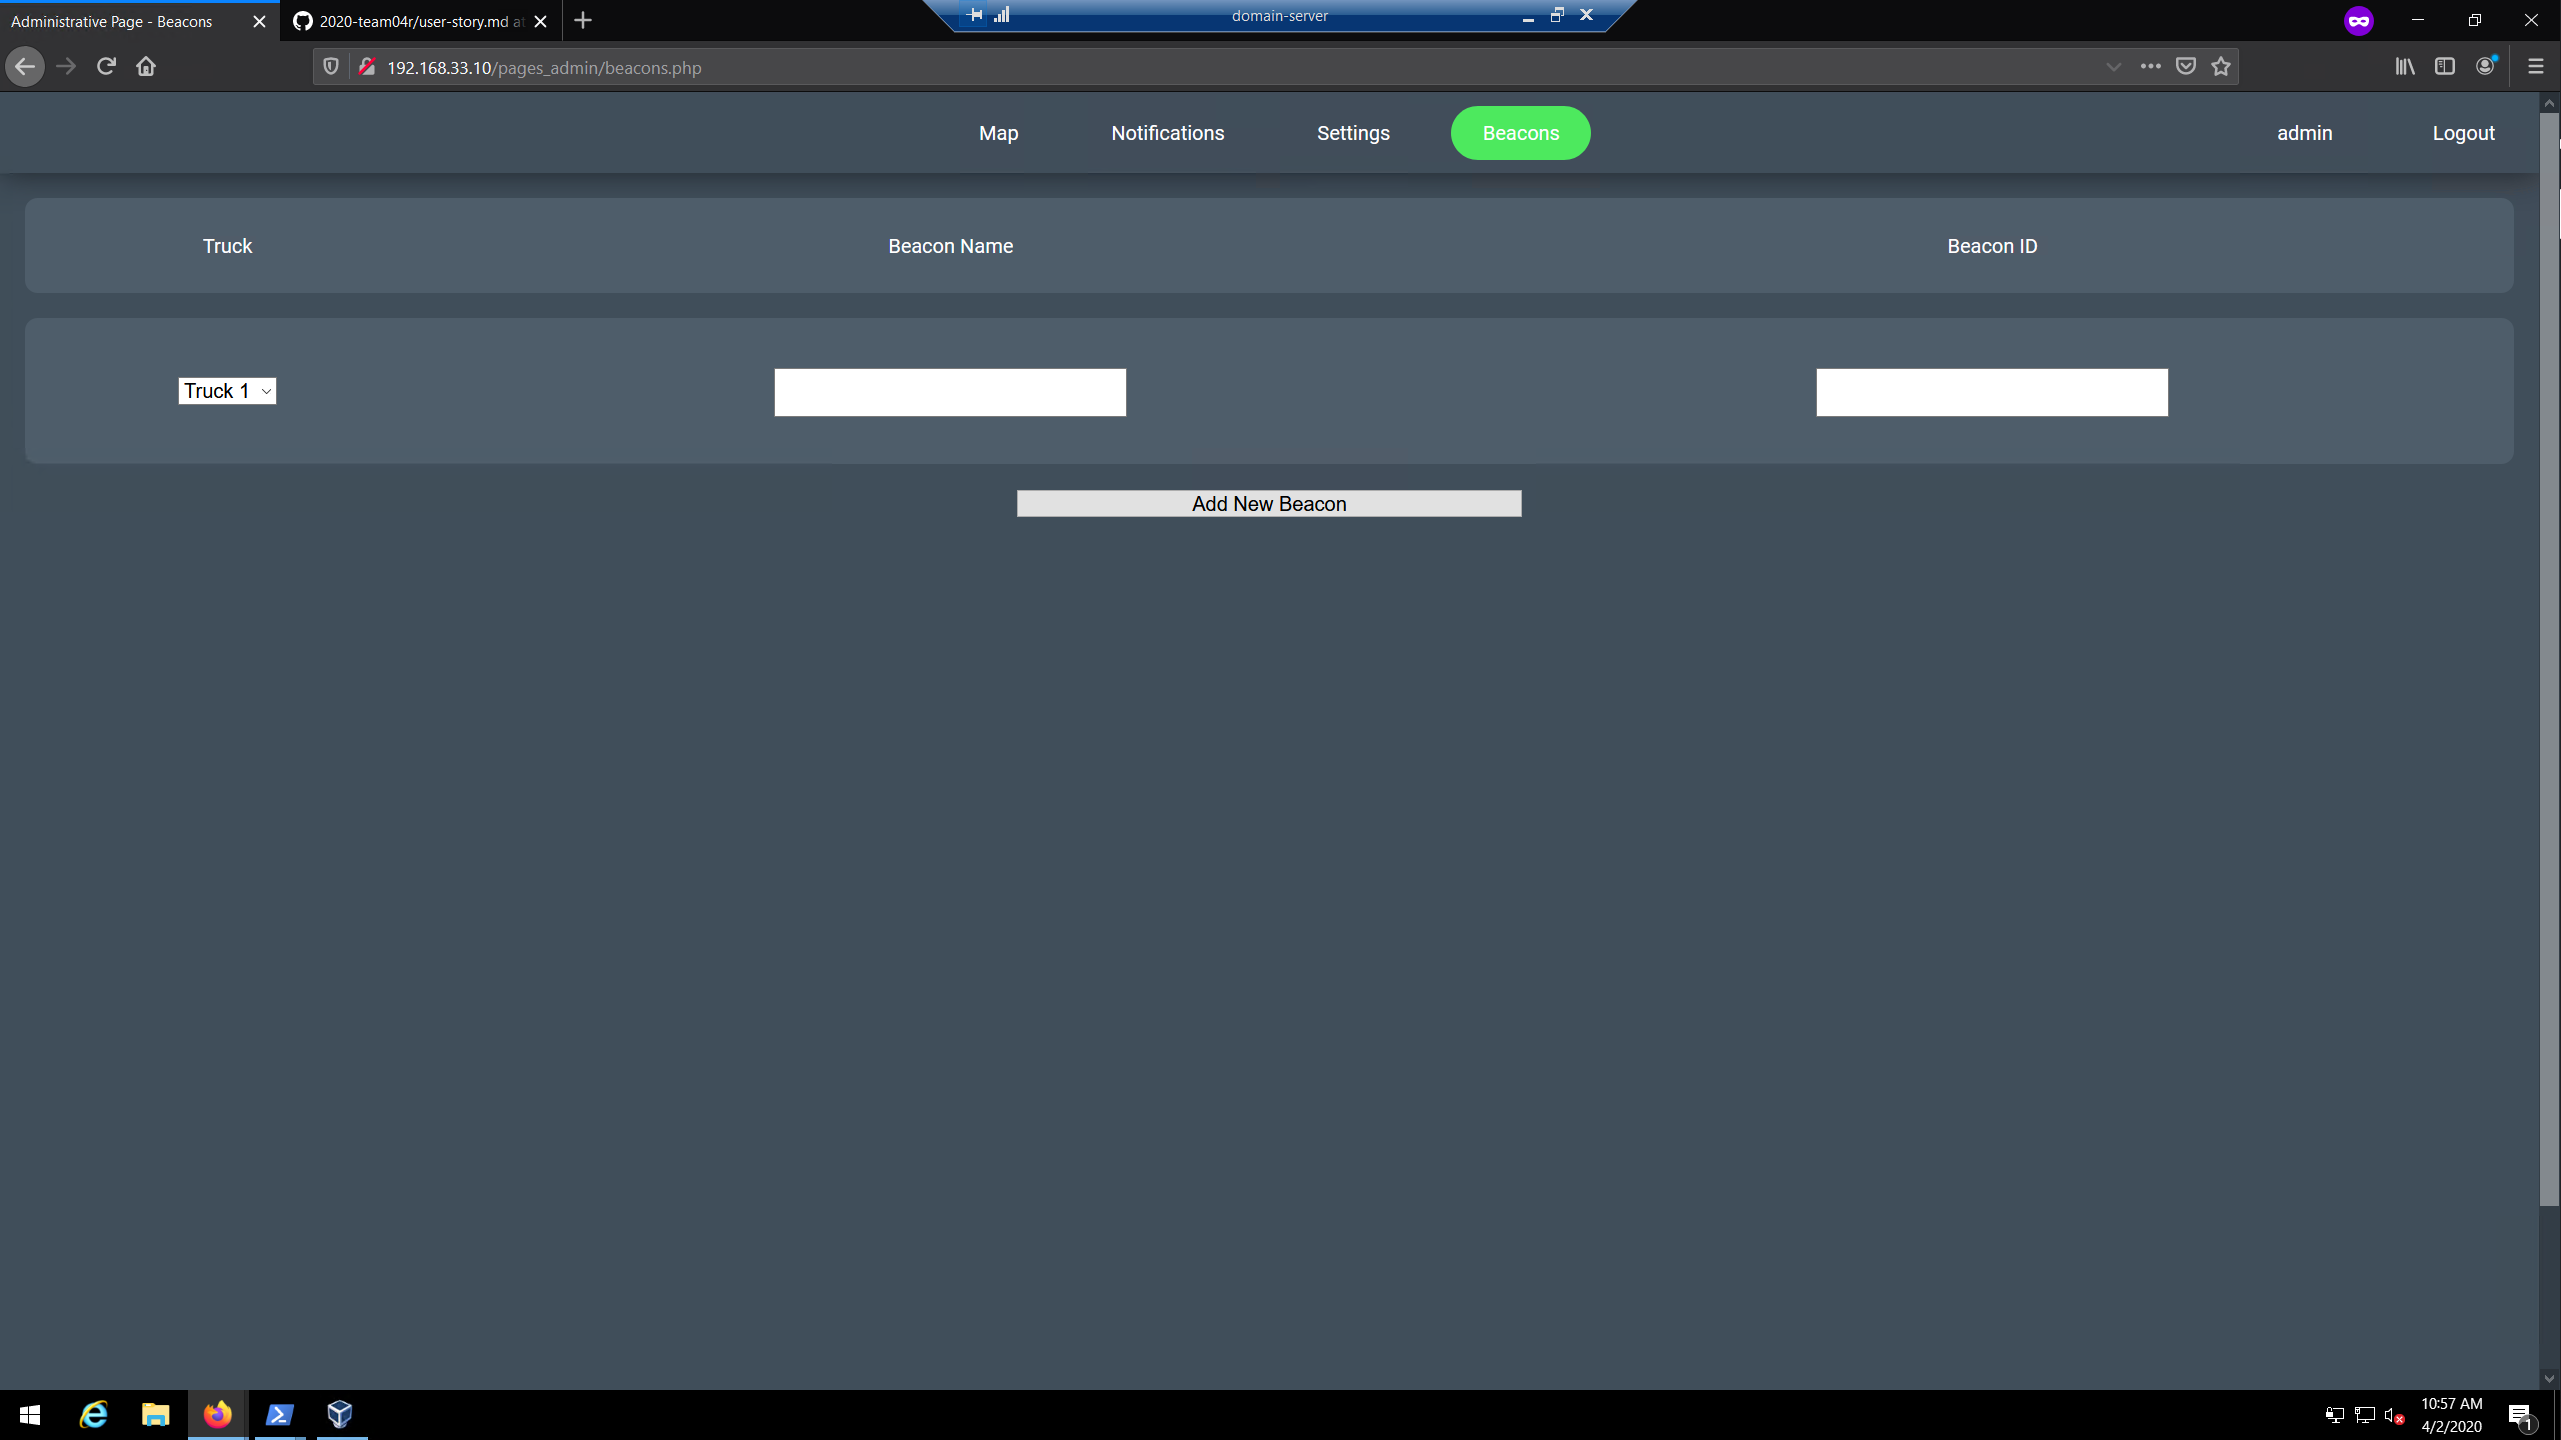 Administrative Page - Beacons
2020-team04r/user-story.md at
domain-server
192.168.33.10/pages_admin/beacons.php
Map
Notifications
Settings
Beacons
admin
Logout
Truck
Beacon Name
Beacon ID
Truck 1
Add New Beacon
10:57 AM
4/2/2020
1